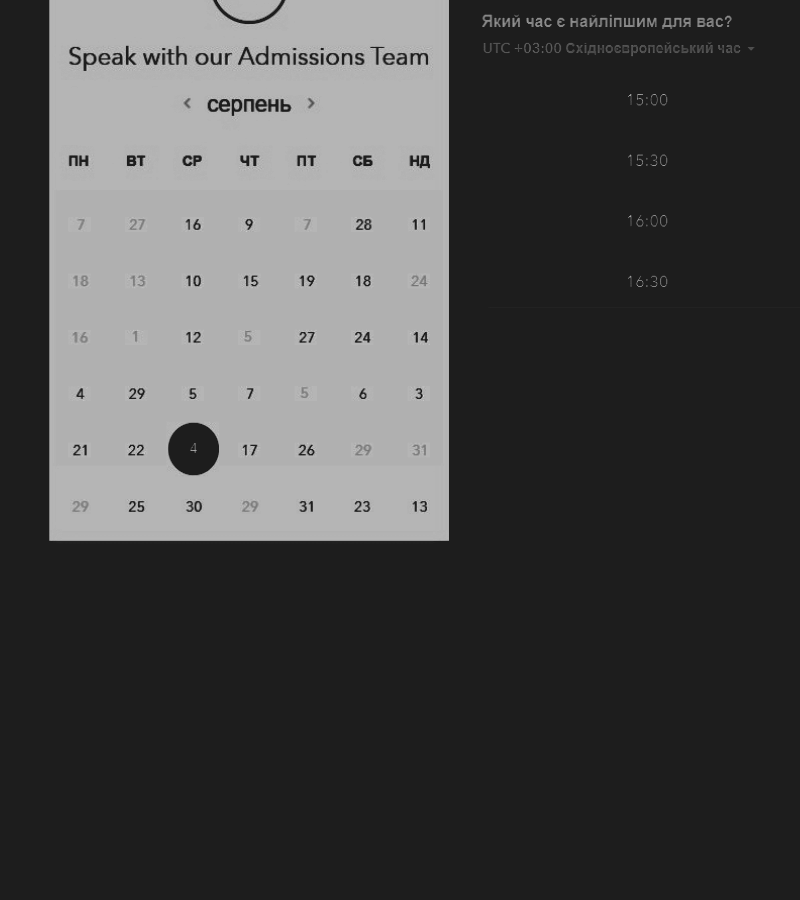 Speak with our Admissions Team
< серпень >
ПН ВТ СР ЧТ ПТ СБ НД
7 27 16 9 7 28 11
18 13 10 15 19 18 24
16 1 12 5 27 24 14
4 29 5 7 5 6 3
21 22 4 17 26 29 31
29 25 30 29 31 23 13
Який час є найліпшим для вас?
UTC +03:00 Східноєвропейський час
15:00
15:30
16:00
16:30